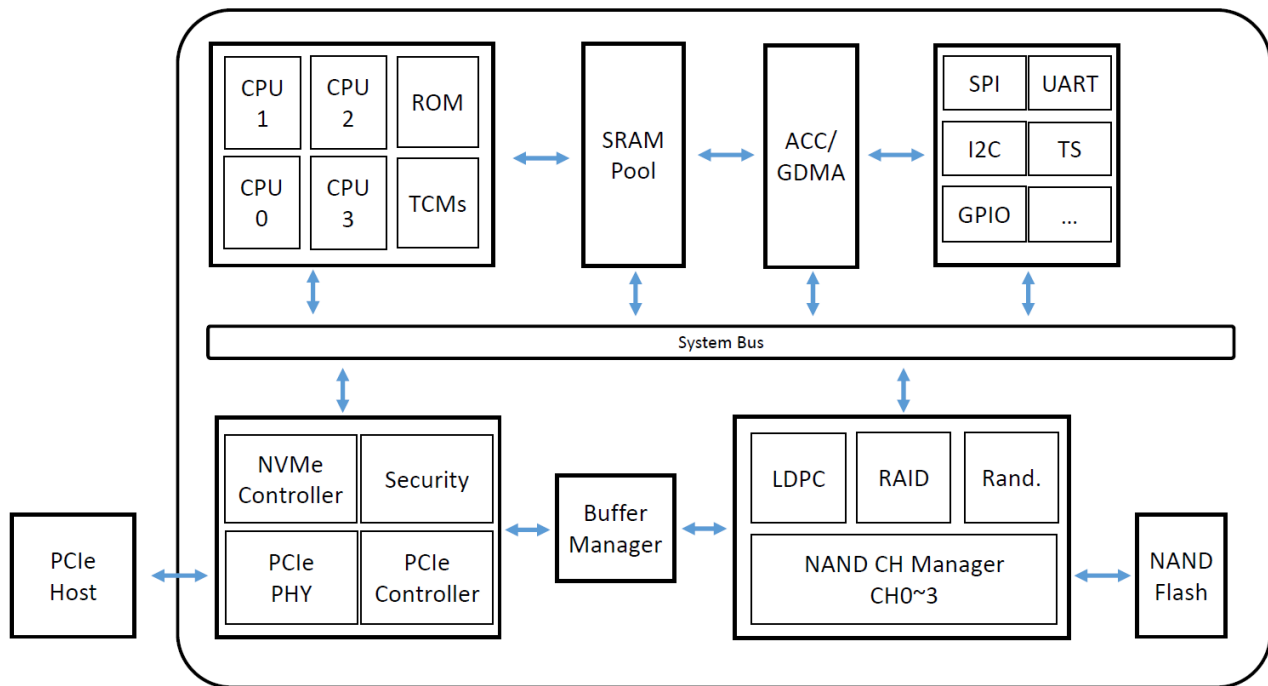 CPU
1
CPU
2
ROM
CPU
0
CPU
3
TCMs
SRAM
Pool
ACC/
GDMA
SPI
UART
I2C
TS
GPIO
...
System Bus
NVMe
Controller
Security
PCIe
PHY
PCIe
Controller
Buffer
Manager
LDPC
RAID
Rand.
NAND CH Manager
CH0~3
PCIe
Host
NAND
Flash